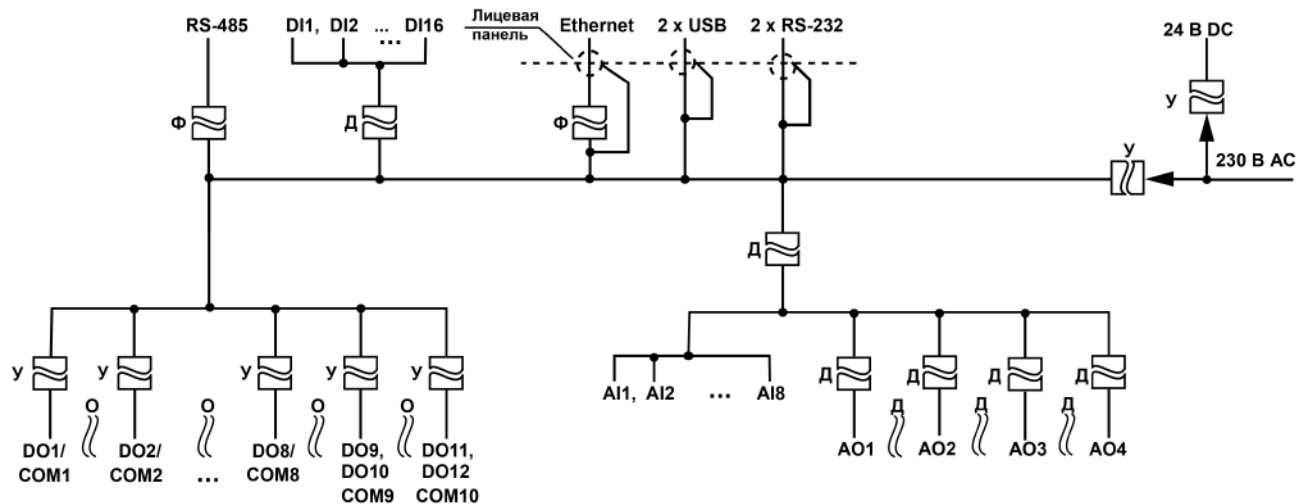 RS-485
DI1, DI2 ... DI16
...
Лицевая
панель
Ethernet
2 x USB
2 x RS-232
24 В DC
Ф
Д
Ф
У
У
230 В AC
Д
У
У
У
У
У
О
О
О
О
DO1/
COM1
DO2/
COM2
...
DO8/
COM8
DO9,
DO10
COM9
DO11,
DO12
COM10
AI1, AI2 ... AI8
Д
Д
Д
Д
Д
Д
Д
AO1
AO2
AO3
AO4